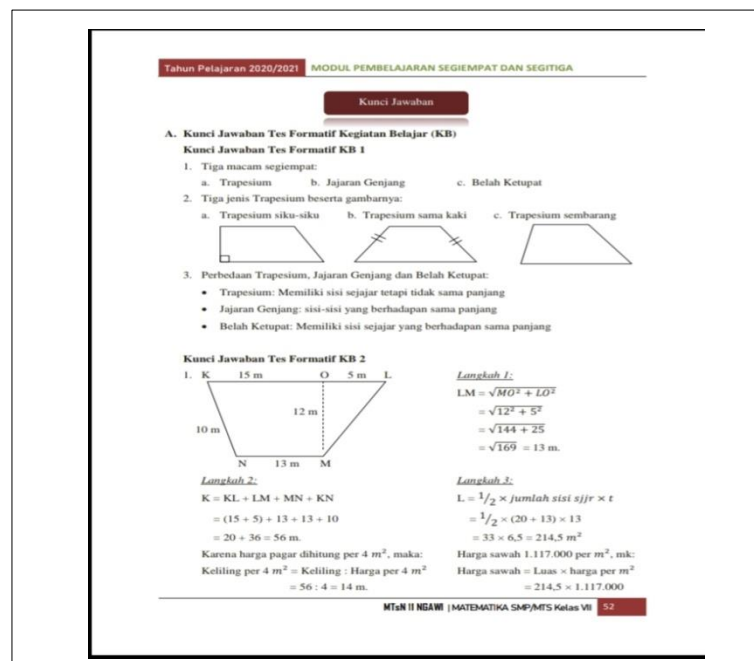 Tahun Pelajaran 2020/2021 MODUL PEMBELAJARAN SEGIEMPAT DAN SEGITIGA
Kunci Jawaban
A. Kunci Jawaban Tes Formatif Kegiatan Belajar (KB)
Kunci Jawaban Tes Formatif KB 1
1. Tiga macam segiempat:
a. Trapesium b. Jajaran Genjang c. Belah Ketupat
2. Tiga jenis Trapesium beserta gambarnya:
a. Trapesium siku-siku b. Trapesium sama kaki c. Trapesium sembarang
3. Perbedaan Trapesium, Jajaran Genjang dan Belah Ketupat:
• Trapesium: Memiliki sisi sejajar tetapi tidak sama panjang
• Jajaran Genjang: sisi-sisi yang berhadapan sama panjang
• Belah Ketupat: Memiliki sisi sejajar yang berhadapan sama panjang
Kunci Jawaban Tes Formatif KB 2
1. K 15 m O 5 m L
12 m
10 m
N 13 m M
Langkah 1:
LM = √MO² + LO²
= √12² + 5²
= √144 + 25
= √169 = 13 m.
Langkah 2:
K = KL + LM + MN + KN
= (15 + 5) + 13 + 13 + 10
= 20 + 36 = 56 m.
Karena harga pagar dihitung per 4 m², maka:
Keliling per 4 m² = Keliling : Harga per 4 m²
= 56 : 4 = 14 m.
Langkah 3:
L = 1/2 × jumlah sisi sjjr × t
= 1/2 × (20 + 13) × 13
= 33 × 6,5 = 214,5 m²
Harga sawah 1.117.000 per m², mk:
Harga sawah = Luas × harga per m²
= 214,5 × 1.117.000
MTsN II NGAWI | MATEMATIKA SMP/MTS Kelas VII 52